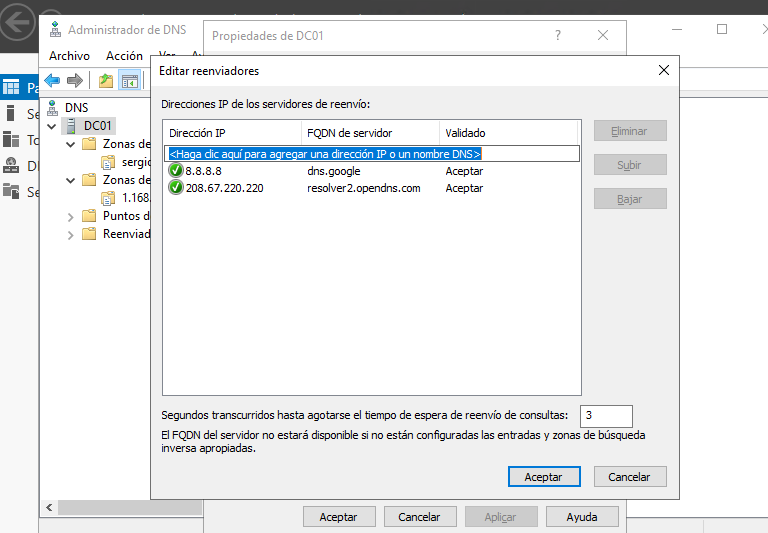 Administrador de DNS
Propiedades de DC01
?
Archivo Acción Ver
Editar reenviadores
Direcciones IP de los servidores de reenvío:
Dirección IP FQDN de servidor Validado
<Haga clic aquí para agregar una dirección IP o un nombre DNS>
8.8.8.8 dns.google Aceptar
208.67.220.220 resolver2.opendns.com Aceptar
Eliminar
Subir
Bajar
DNS
DC01
Zonas de
sergio
Zonas de
1.168.
Puntos d
Reenviad
Segundos transcurridos hasta agotarse el tiempo de espera de reenvío de consultas: 3
El FQDN del servidor no estará disponible si no están configuradas las entradas y zonas de búsqueda
inversa apropiadas.
Aceptar Cancelar
Aceptar Cancelar Aplicar Ayuda